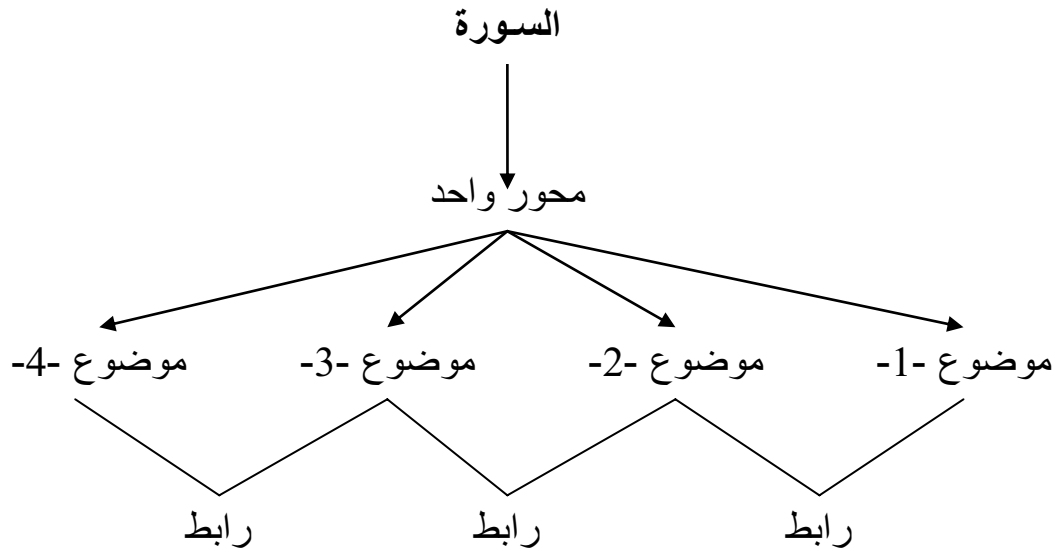 السورة
محور واحد
موضوع -1- موضوع -2- موضوع -3- موضوع -4-
رابط رابط رابط